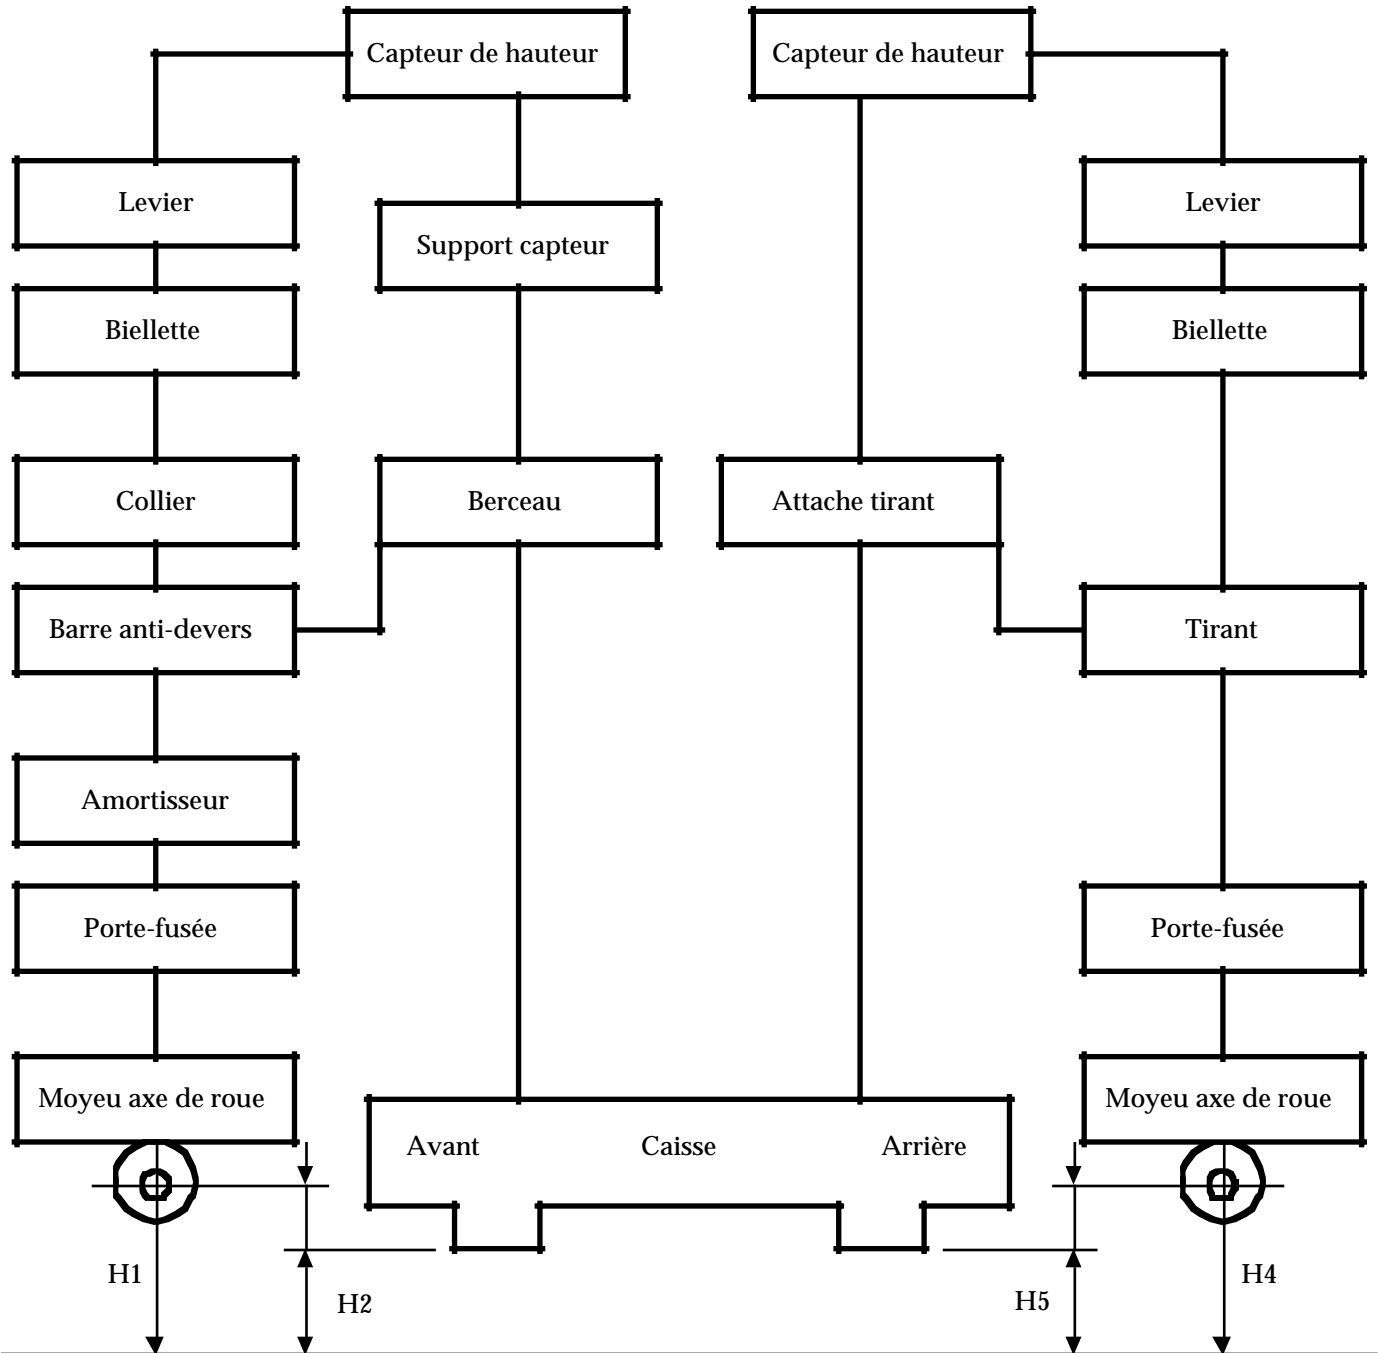 Capteur de hauteur
Capteur de hauteur
Levier
Levier
Support capteur
Biellette
Biellette
Collier
Berceau
Attache tirant
Barre anti-devers
Tirant
Amortisseur
Porte-fusée
Porte-fusée
Moyeu axe de roue
Moyeu axe de roue
Avant
Caisse
Arrière
H1
H4
H2
H5